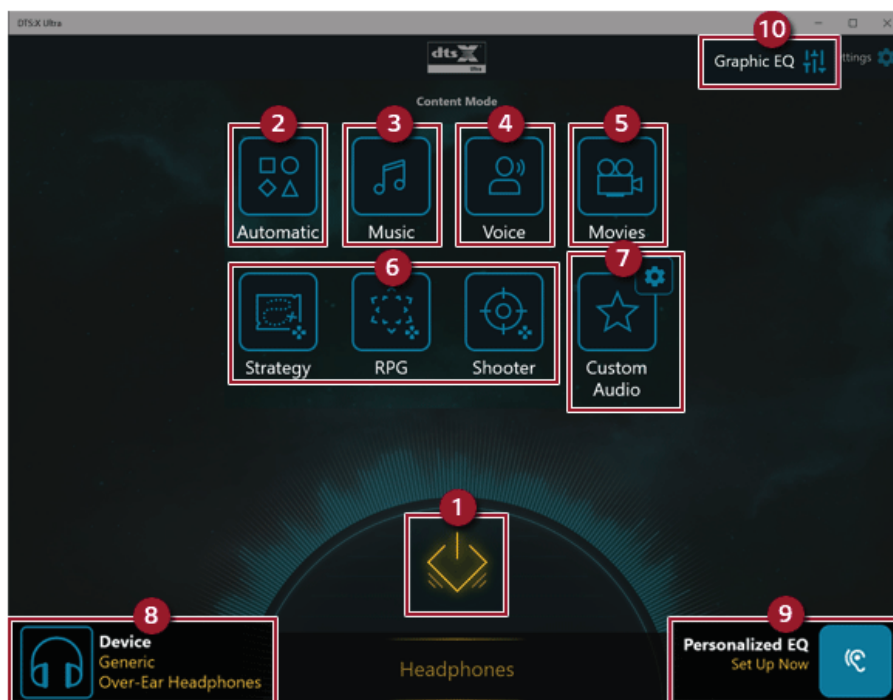 DTS:X Ultra
10
dts X
Ultra
Graphic EQ
ttings
Content Mode
2
3
4
5
Automatic
Music
Voice
Movies
6
7
Strategy
RPG
Shooter
Custom
Audio
1
8
9
Device
Generic
Over-Ear Headphones
Headphones
Personalized EQ
Set Up Now